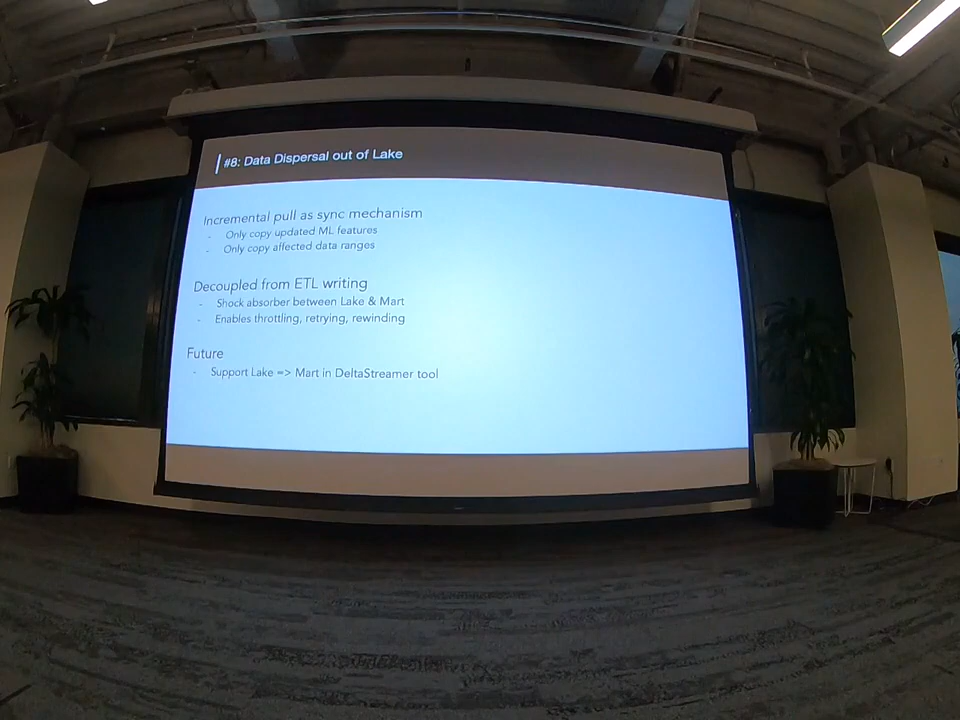 #8: Data Dispersal out of Lake
Incremental pull as sync mechanism
- Only copy updated ML features
- Only copy affected data ranges
Decoupled from ETL writing
- Shock absorber between Lake & Mart
- Enables throttling, retrying, rewinding
Future
- Support Lake => Mart in DeltaStreamer tool